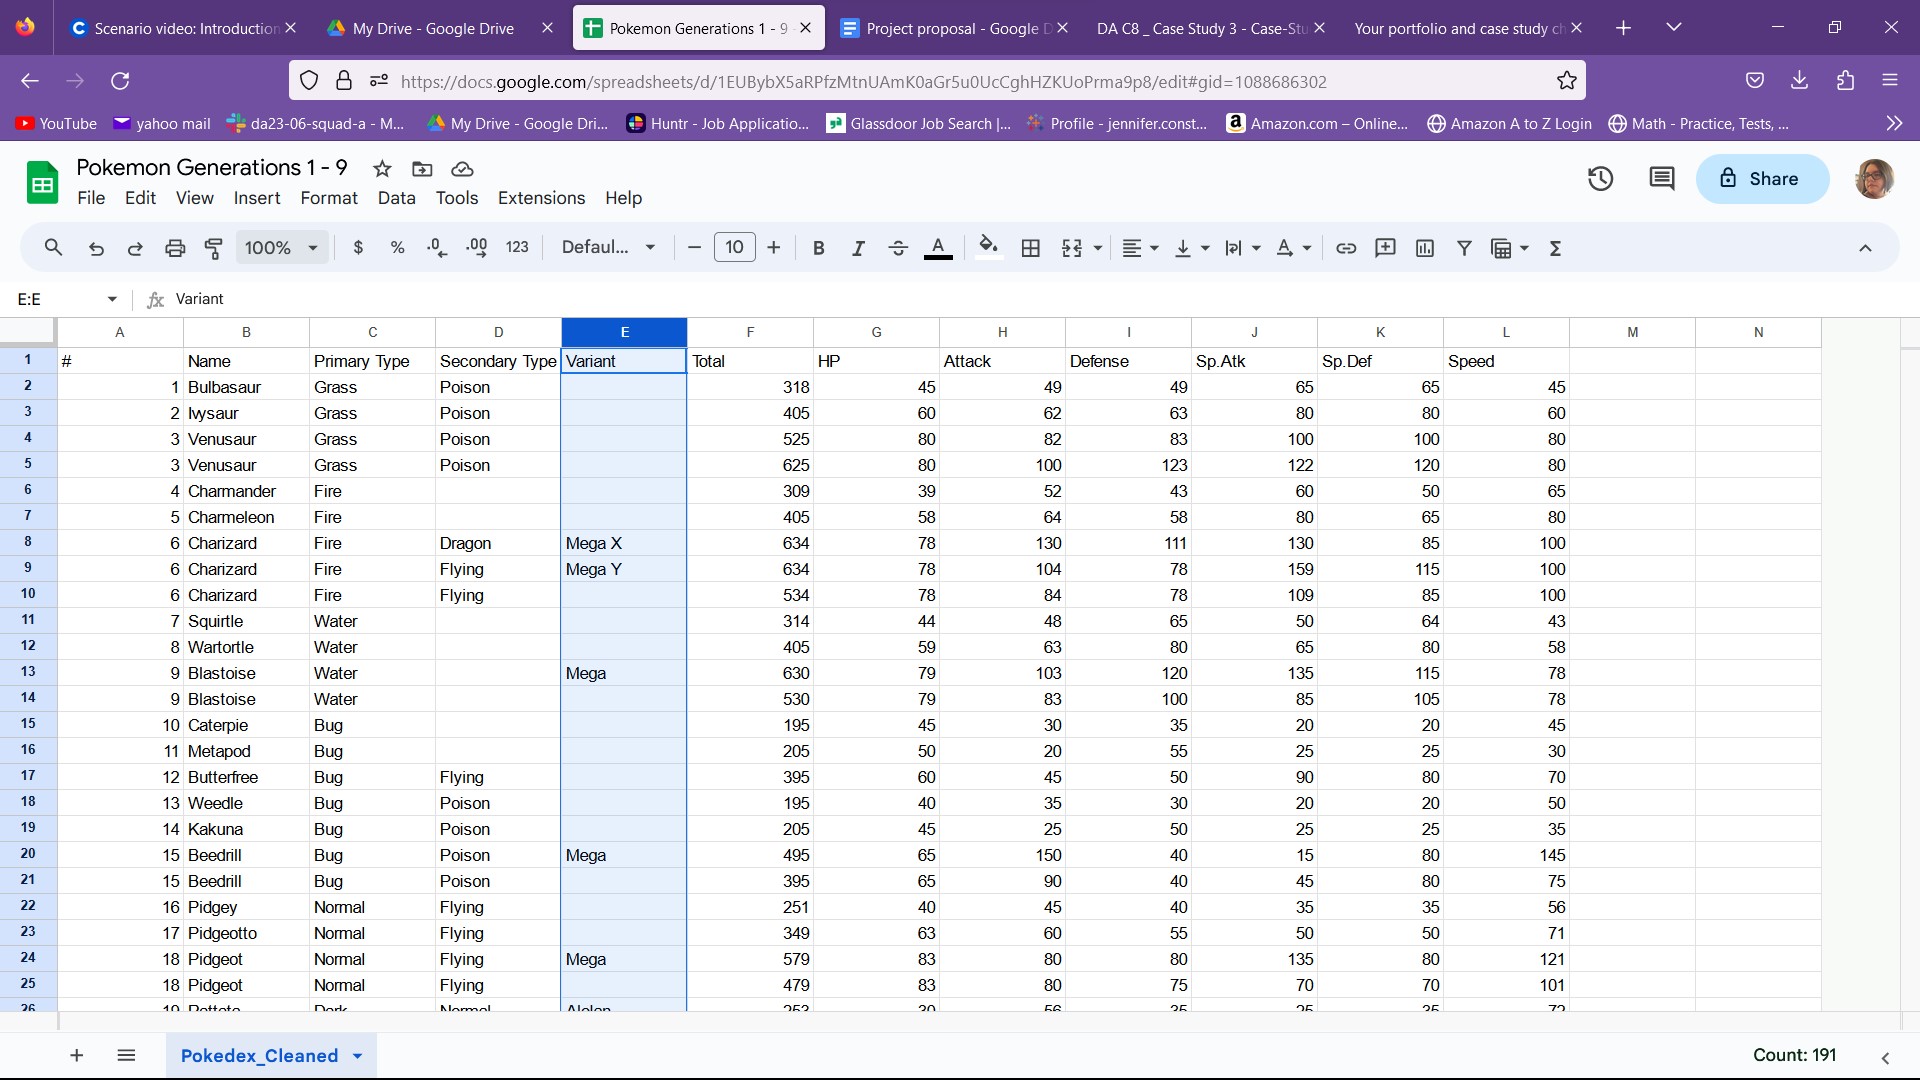 Scenario video: Introduction
My Drive - Google Drive
Pokemon Generations 1 - 9
Project proposal - Google D
DA C8 _ Case Study 3 - Case-Stu
Your portfolio and case study ch
https://docs.google.com/spreadsheets/d/1EUBybX5aRPfzMtnUAmK0aGr5u0UcCghHZKUoPrma9p8/edit#gid=1088686302
YouTube yahoo mail da23-06-squad-a - M... My Drive - Google Dri... Huntr - Job Applicatio... Glassdoor Job Search |... Profile - jennifer.const... Amazon.com – Online... Amazon A to Z Login Math - Practice, Tests, ...
Pokemon Generations 1 - 9
File Edit View Insert Format Data Tools Extensions Help
Share
100% $ % .0 .00 123 Defaul... 10 B I A
E:E fx Variant
A B C D E F G H I J K L M N
1 # Name Primary Type Secondary Type Variant Total HP Attack Defense Sp.Atk Sp.Def Speed
2 1 Bulbasaur Grass Poison 318 45 49 49 65 65 45
3 2 Ivysaur Grass Poison 405 60 62 63 80 80 60
4 3 Venusaur Grass Poison 525 80 82 83 100 100 80
5 3 Venusaur Grass Poison 625 80 100 123 122 120 80
6 4 Charmander Fire 309 39 52 43 60 50 65
7 5 Charmeleon Fire 405 58 64 58 80 65 80
8 6 Charizard Fire Dragon Mega X 634 78 130 111 130 85 100
9 6 Charizard Fire Flying Mega Y 634 78 104 78 159 115 100
10 6 Charizard Fire Flying 534 78 84 78 109 85 100
11 7 Squirtle Water 314 44 48 65 50 64 43
12 8 Wartortle Water 405 59 63 80 65 80 58
13 9 Blastoise Water Mega 630 79 103 120 135 115 78
14 9 Blastoise Water 530 79 83 100 85 105 78
15 10 Caterpie Bug 195 45 30 35 20 20 45
16 11 Metapod Bug 205 50 20 55 25 25 30
17 12 Butterfree Bug Flying 395 60 45 50 90 80 70
18 13 Weedle Bug Poison 195 40 35 30 20 20 50
19 14 Kakuna Bug Poison 205 45 25 50 25 25 35
20 15 Beedrill Bug Poison Mega 495 65 150 40 15 80 145
21 15 Beedrill Bug Poison 395 65 90 40 45 80 75
22 16 Pidgey Normal Flying 251 40 45 40 35 35 56
23 17 Pidgeotto Normal Flying 349 63 60 55 50 50 71
24 18 Pidgeot Normal Flying Mega 579 83 80 80 135 80 121
25 18 Pidgeot Normal Flying 479 83 80 75 70 70 101
26 19 Rattata Dark Normal Alolan 253 30 56 35 25 35 72
Pokedex_Cleaned
Count: 191